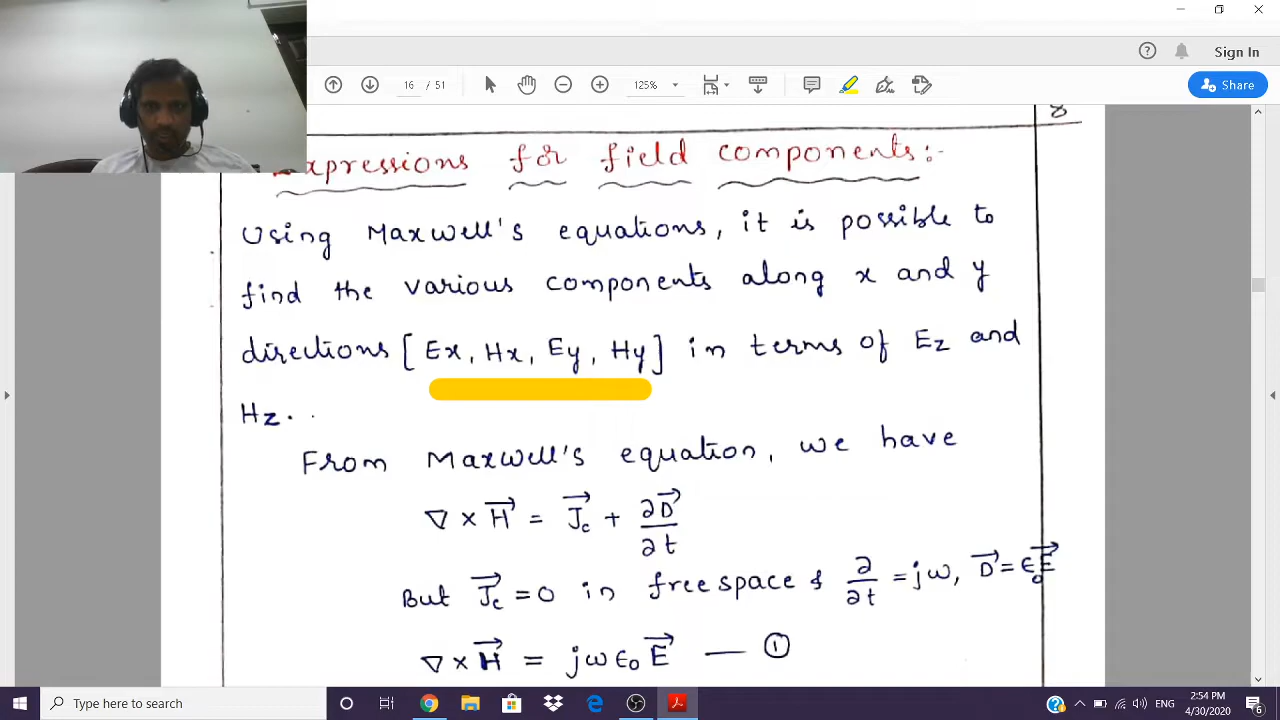 Sign In
16 / 51
125%
Share
8
xpressions for field components:-
Using Maxwell's equations, it is possible to
find the various components along x and y
directions [Ex, Hx, Ey, Hy] in terms of Ez and
Hz.
From Maxwell's equation, we have
∇ × H⃗ = J⃗c + ∂D⃗/∂t
But J⃗c = 0 in free space & ∂/∂t = jω, D⃗ = ϵ₀E⃗
∇ × H⃗ = jωϵ₀E⃗ — ①
Type here to search
2:54 PM
4/30/2020
6